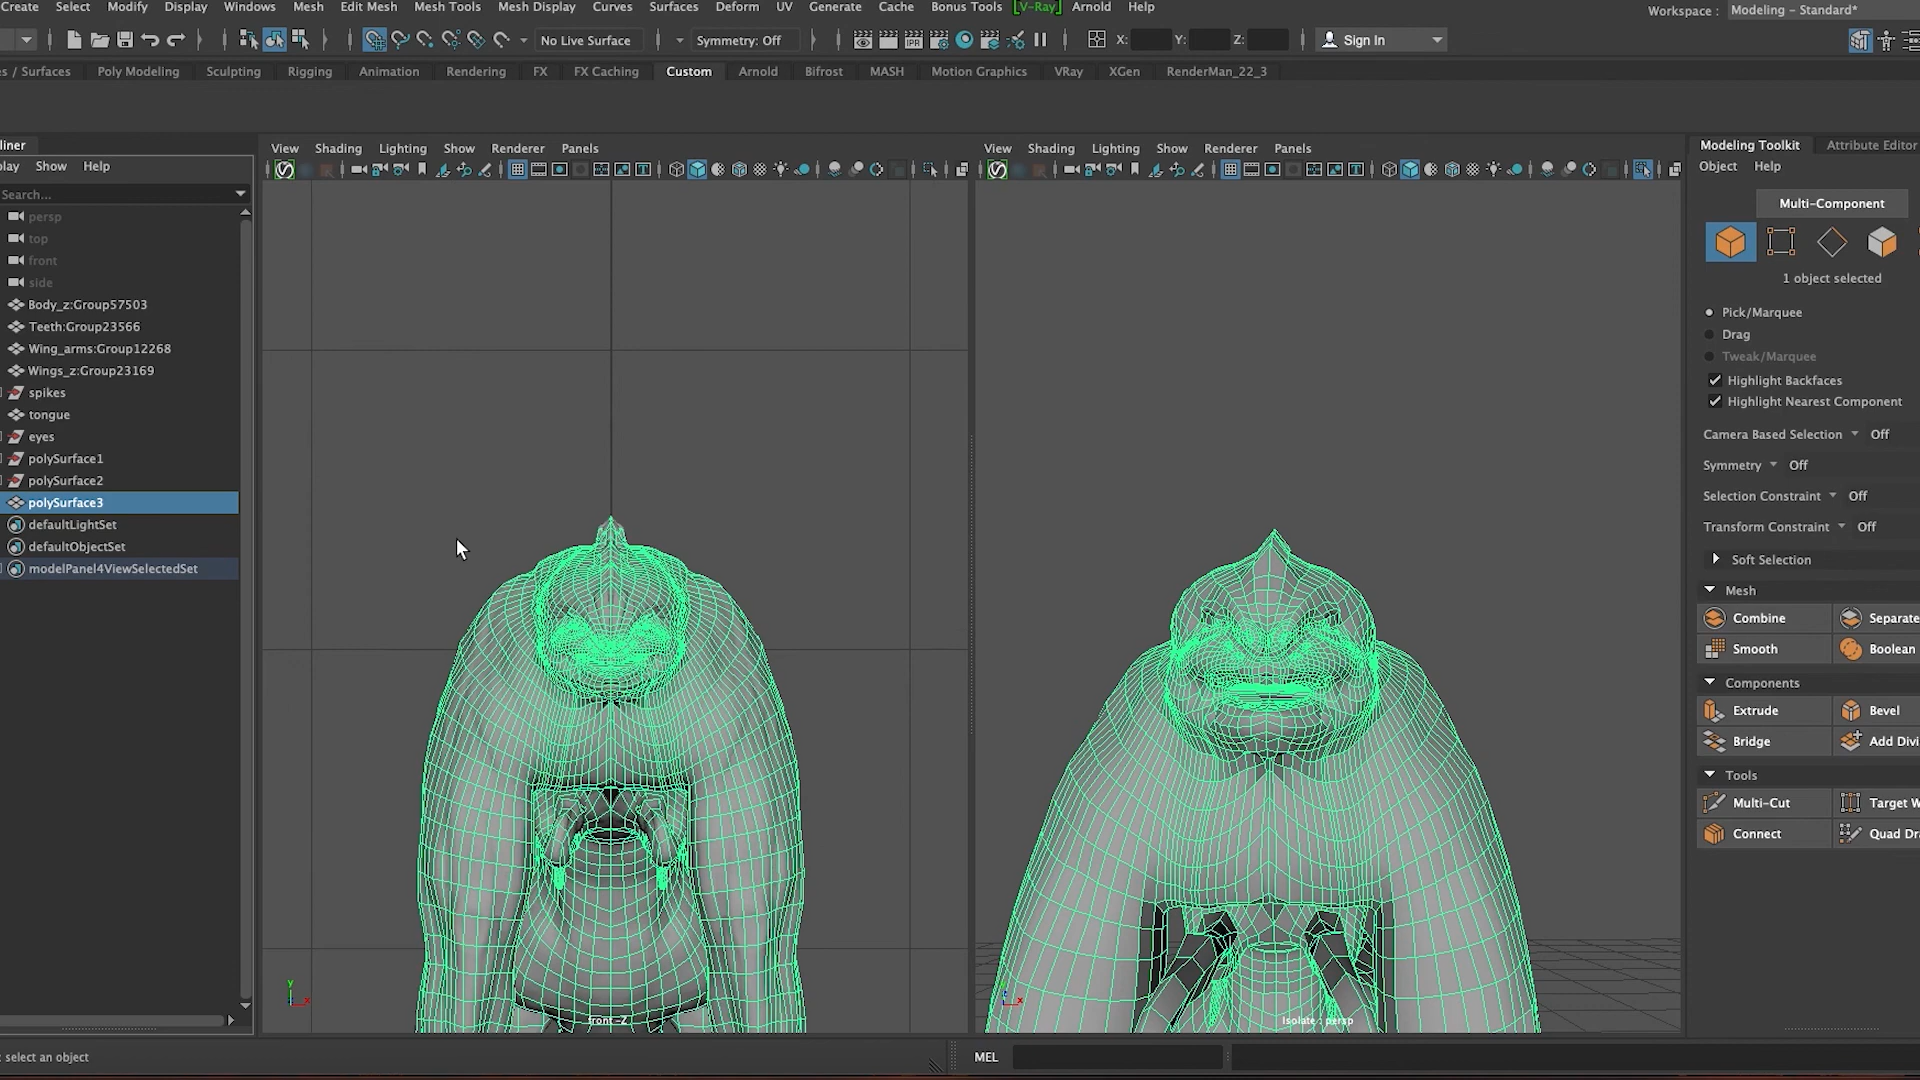 Create Select Modify Display Windows Mesh Edit Mesh Mesh Tools Mesh Display Curves Surfaces Deform UV Generate Cache Bonus Tools [V-Ray] Arnold Help
Workspace : Modeling - Standard*
No Live Surface Symmetry: Off IPR X: Y: Z: Sign In
s / Surfaces Poly Modeling Sculpting Rigging Animation Rendering FX FX Caching Custom Arnold Bifrost MASH Motion Graphics VRay XGen RenderMan_22_3
liner
play Show Help
Search...
persp
top
front
side
Body_z:Group57503
Teeth:Group23566
Wing_arms:Group12268
Wings_z:Group23169
spikes
tongue
eyes
polySurface1
polySurface2
polySurface3
defaultLightSet
defaultObjectSet
modelPanel4ViewSelectedSet
View Shading Lighting Show Renderer Panels
y
x
front -Z
View Shading Lighting Show Renderer Panels
x
Isolate : persp
Modeling Toolkit Attribute Editor
Object Help
Multi-Component
1 object selected
Pick/Marquee
Drag
Tweak/Marquee
Highlight Backfaces
Highlight Nearest Component
Camera Based Selection Off
Symmetry Off
Selection Constraint Off
Transform Constraint Off
Soft Selection
Mesh
Combine Separate
Smooth Boolean
Components
Extrude Bevel
Bridge Add Divi
Tools
Multi-Cut Target W
Connect Quad Dr
: select an object
MEL